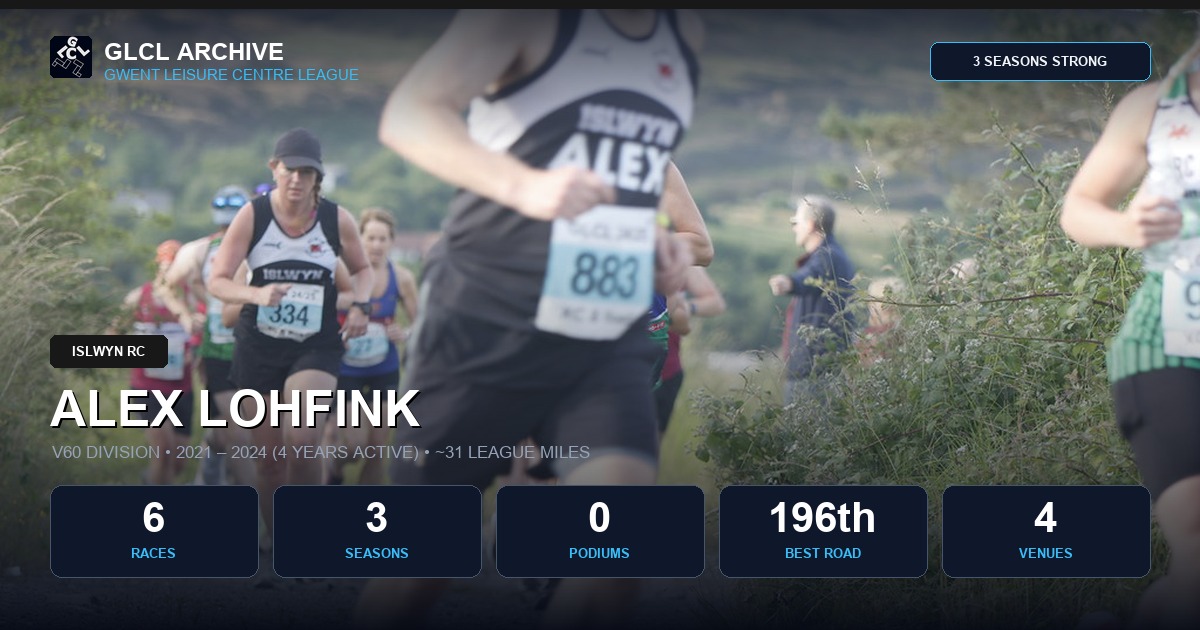 GLCL ARCHIVE
GWENT LEISURE CENTRE LEAGUE
3 SEASONS STRONG
ISLWYN
ALEX
883
ISLWYN
334
ISLWYN RC
ALEX LOHFINK
V60 DIVISION • 2021 – 2024 (4 YEARS ACTIVE) • ~31 LEAGUE MILES
6
RACES
3
SEASONS
0
PODIUMS
196th
BEST ROAD
4
VENUES